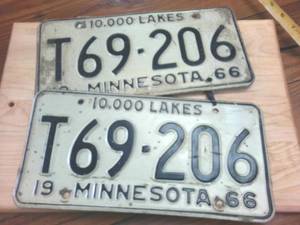 10,000 LAKES
T69-206
MINNESOTA 66
10,000 LAKES
T69-206
19 MINNESOTA 66